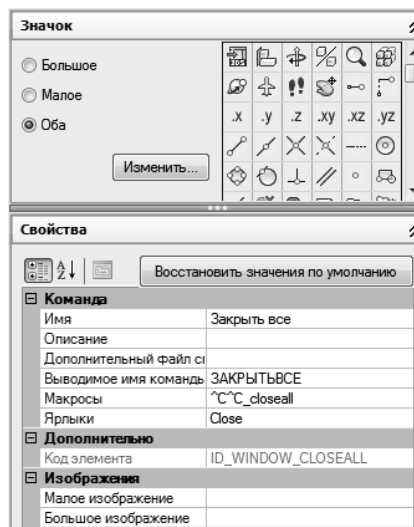 Значок
Большое
Малое
Оба
Изменить...
.X .y .Z .XY .XZ .YZ
Свойства
Восстановить значения по умолчанию
Команда
Имя Закрыть все
Описание
Дополнительный файл
Выводимое имя команды ЗАКРЫТЬВСЕ
Макросы ^C^C_closeall
Ярлыки Close
Дополнительно
Код элемента ID_WINDOW_CLOSEALL
Изображения
Малое изображение
Большое изображение